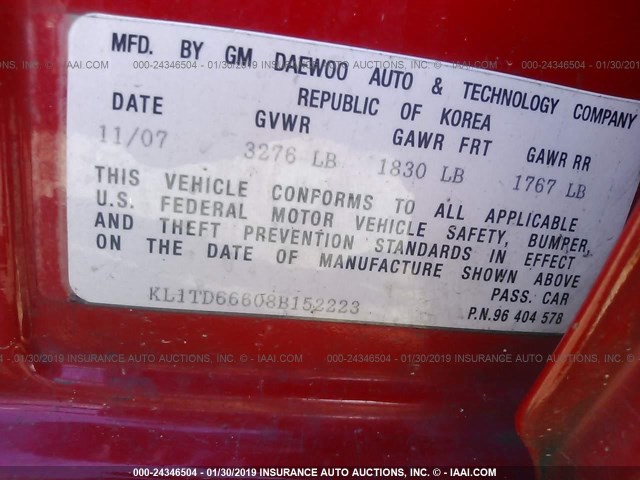 MFD. BY GM DAEWOO AUTO & TECHNOLOGY COMPANY
REPUBLIC OF KOREA
DATE GVWR GAWR FRT GAWR RR
11/07 3276 LB 1830 LB 1767 LB
THIS VEHICLE CONFORMS TO ALL APPLICABLE
U.S. FEDERAL MOTOR VEHICLE SAFETY, BUMPER,
AND THEFT PREVENTION STANDARDS IN EFFECT
ON THE DATE OF MANUFACTURE SHOWN ABOVE
PASS. CAR
KL1TD66608B152223
P.N.96 404 578
000-24346504 - 01/30/2019 INSURANCE AUTO AUCTIONS, INC. - © - IAAI.COM